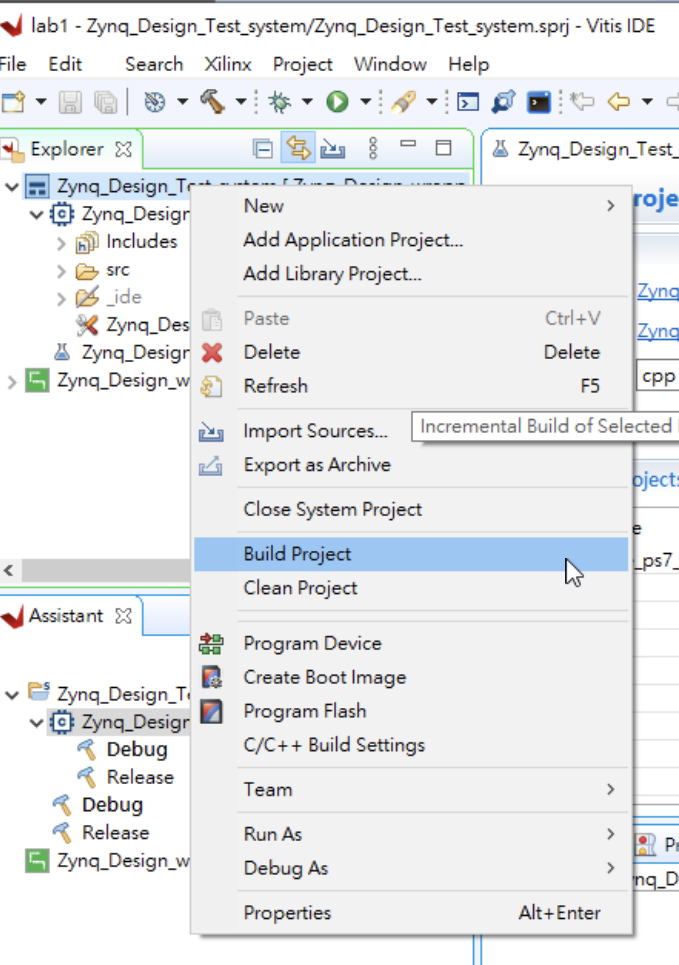 lab1 - Zynq_Design_Test_system/Zynq_Design_Test_system.sprj - Vitis IDE
File Edit Search Xilinx Project Window Help
Explorer
Zynq_Design_Test_
Zynq_Design_Test_system [ Zynq_Design_wrapp
Zynq_Design
Includes
src
_ide
Zynq_Des
Zynq_Design
Zynq_Design_w
New
Add Application Project...
Add Library Project...
Paste Ctrl+V
Delete Delete
Refresh F5
Import Sources...
Export as Archive
Close System Project
Build Project
Clean Project
Program Device
Create Boot Image
Program Flash
C/C++ Build Settings
Team
Run As
Debug As
Properties Alt+Enter
Incremental Build of Selected
roje
Zynq
Zynq
cpp
ojects
e
_ps7_
Pr
ynq_D
Assistant
Zynq_Design_Te
Zynq_Design
Debug
Release
Debug
Release
Zynq_Design_w